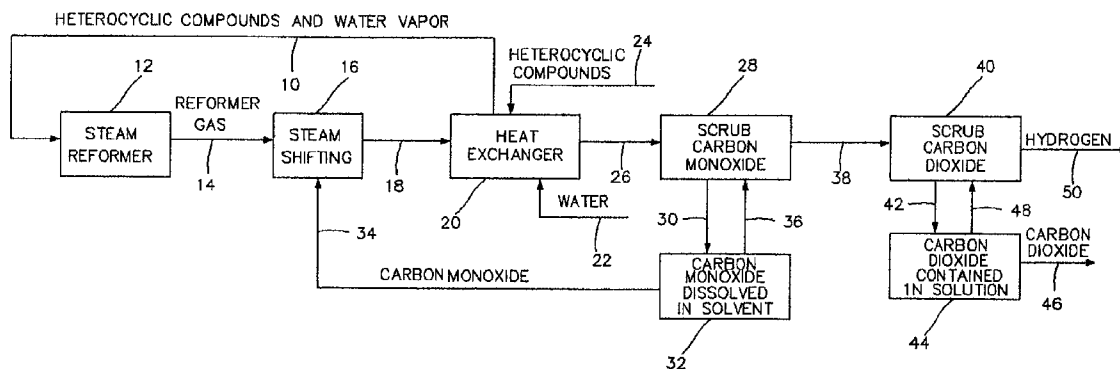 HETEROCYCLIC COMPOUNDS AND WATER VAPOR
24
12
16
10
HETEROCYCLIC
COMPOUNDS
28
40
STEAM
REFORMER
REFORMER
GAS
14
STEAM
SHIFTING
18
HEAT
EXCHANGER
26
SCRUB
CARBON
MONOXIDE
38
SCRUB
CARBON
DIOXIDE
HYDROGEN
50
34
20
WATER
22
30
36
42
48
CARBON MONOXIDE
CARBON
MONOXIDE
DISSOLVED
IN SOLVENT
32
CARBON
DIOXIDE
CONTAINED
IN SOLUTION
44
CARBON
DIOXIDE
46